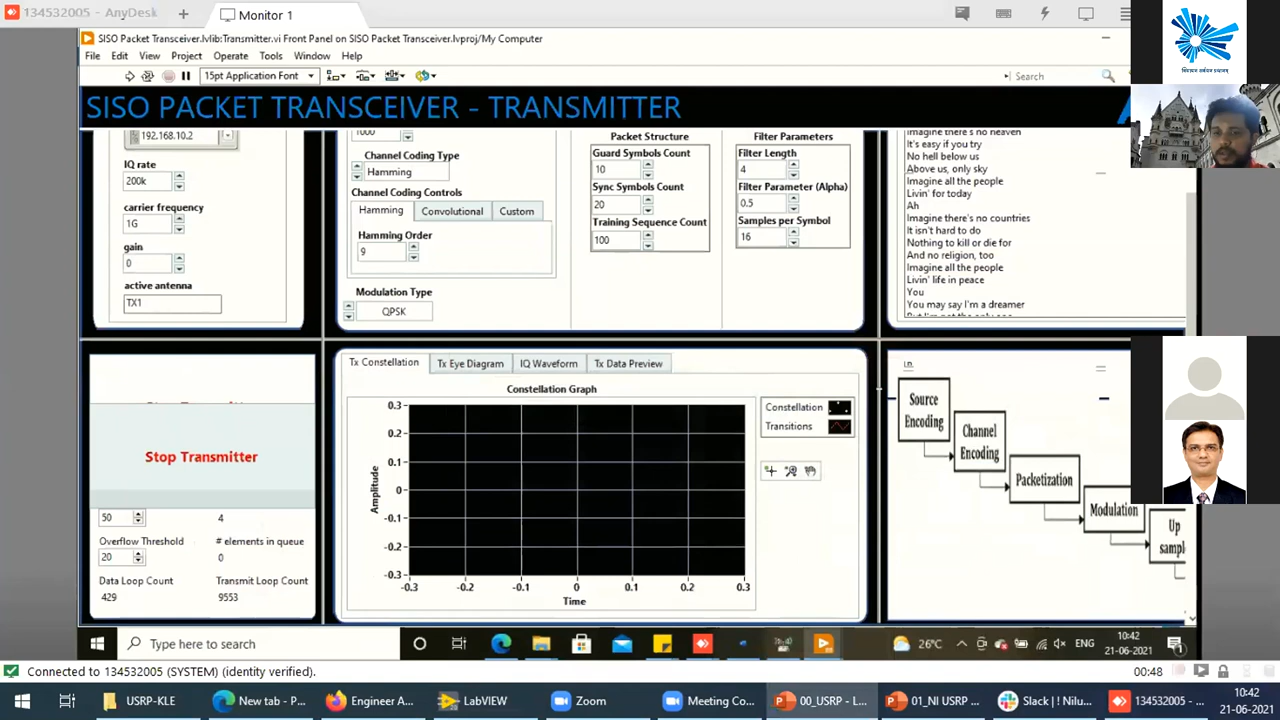 134532005 - AnyDesk
Monitor 1
SISO Packet Transceiver.lvlib:Transmitter.vi Front Panel on SISO Packet Transceiver.lvproj/My Computer
File Edit View Project Operate Tools Window Help
15pt Application Font
Search
SISO PACKET TRANSCEIVER - TRANSMITTER
192.168.10.2
IQ rate
200k
carrier frequency
1G
gain
0
active antenna
TX1
1000
Channel Coding Type
Hamming
Channel Coding Controls
Hamming Convolutional Custom
Hamming Order
9
Modulation Type
QPSK
Packet Structure
Guard Symbols Count
10
Sync Symbols Count
20
Training Sequence Count
100
Filter Parameters
Filter Length
4
Filter Parameter (Alpha)
0.5
Samples per Symbol
16
Imagine there's no heaven
It's easy if you try
No hell below us
Above us, only sky
Imagine all the people
Livin' for today
Ah
Imagine there's no countries
It isn't hard to do
Nothing to kill or die for
And no religion, too
Imagine all the people
Livin' life in peace
You
You may say I'm a dreamer
But I'm not the only one
Stop Transmitter
50
4
Overflow Threshold
# elements in queue
20
0
Data Loop Count
Transmit Loop Count
429
9553
Tx Constellation Tx Eye Diagram IQ Waveform Tx Data Preview
Constellation Graph
Amplitude
0.3
0.2
0.1
0
-0.1
-0.2
-0.3
-0.3 -0.2 -0.1 0 0.1 0.2 0.3
Time
Constellation
Transitions
Source
Encoding
Channel
Encoding
Packetization
Modulation
Up
sampl
Type here to search
26°C
ENG
10:42
21-06-2021
Connected to 134532005 (SYSTEM) (identity verified).
00:48
USRP-KLE
New tab - P...
Engineer A...
LabVIEW
Zoom
Meeting Co...
00_USRP - L...
01_NI USRP ...
Slack | ! Nilu...
134532005 - ...
10:42
21-06-2021